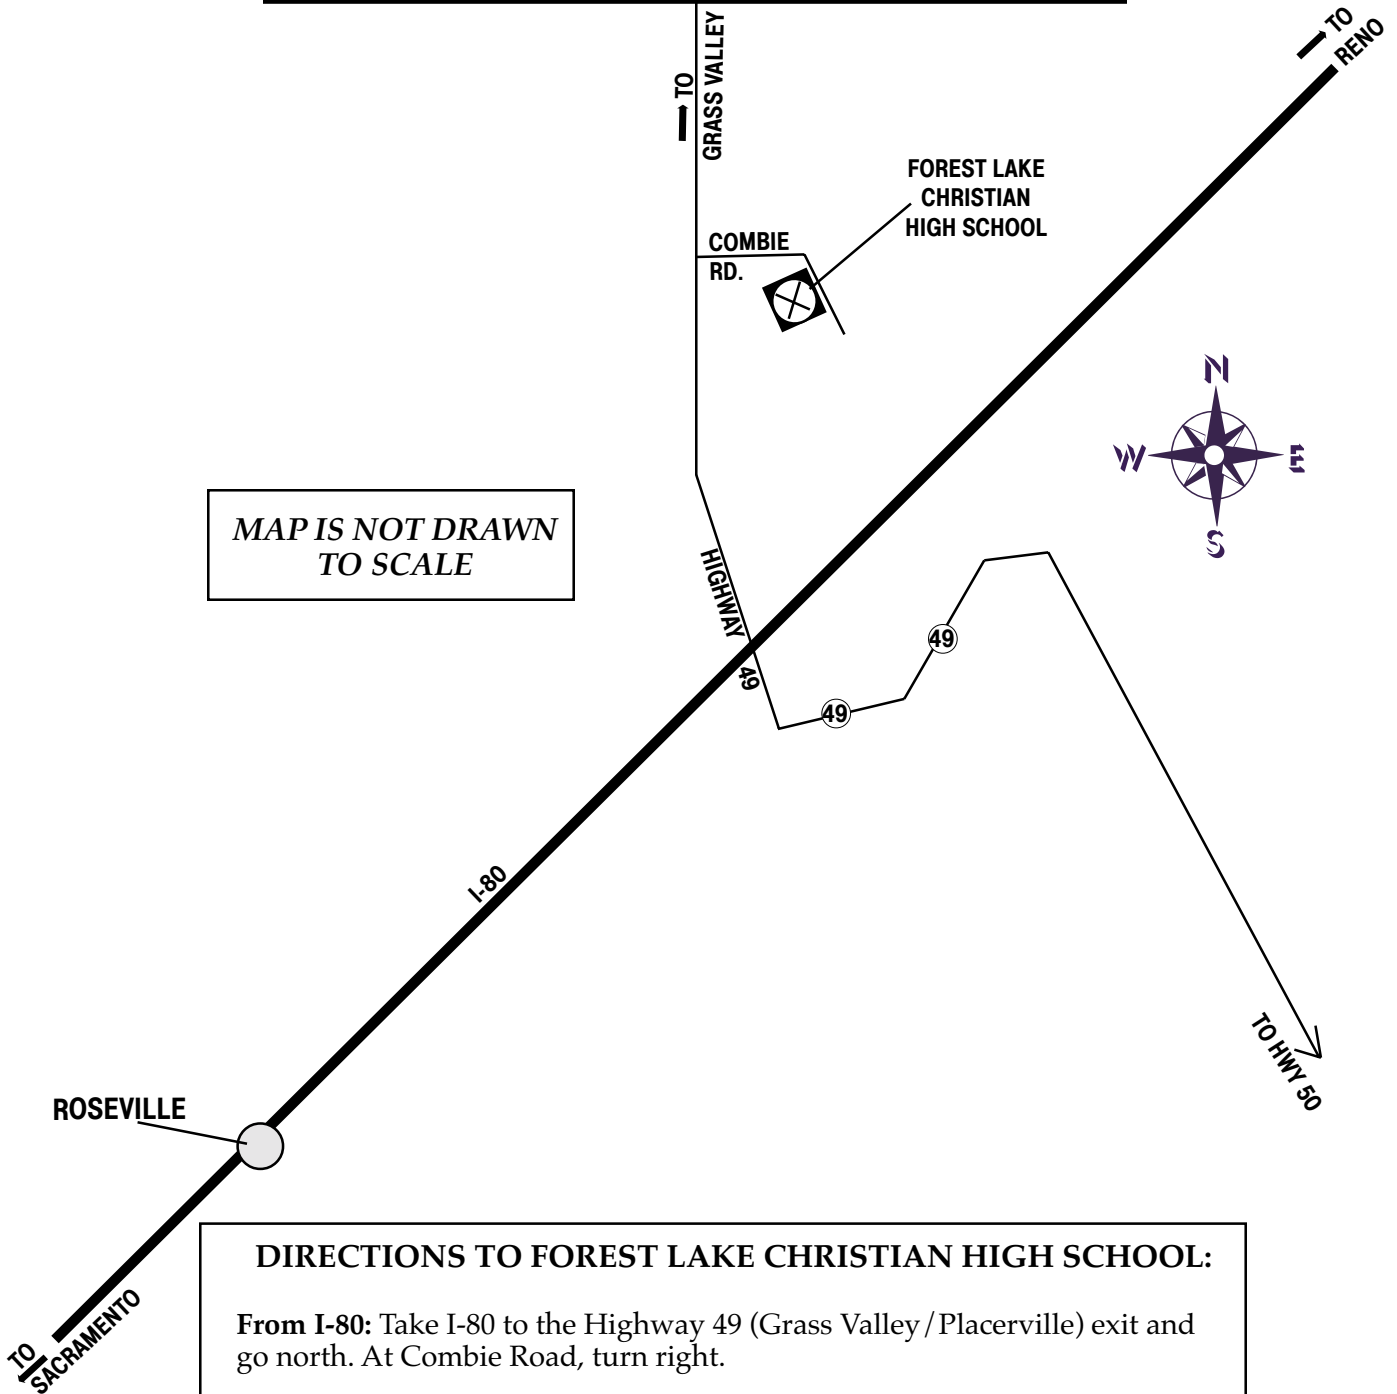 TO
RENO
TO
GRASS VALLEY
FOREST LAKE
CHRISTIAN
HIGH SCHOOL
COMBIE
RD.
N
W
E
S
MAP IS NOT DRAWN
TO SCALE
HIGHWAY 49
49
49
I-80
TO HWY 50
ROSEVILLE
TO
SACRAMENTO
DIRECTIONS TO FOREST LAKE CHRISTIAN HIGH SCHOOL:
From I-80: Take I-80 to the Highway 49 (Grass Valley/Placerville) exit and
go north. At Combie Road, turn right.